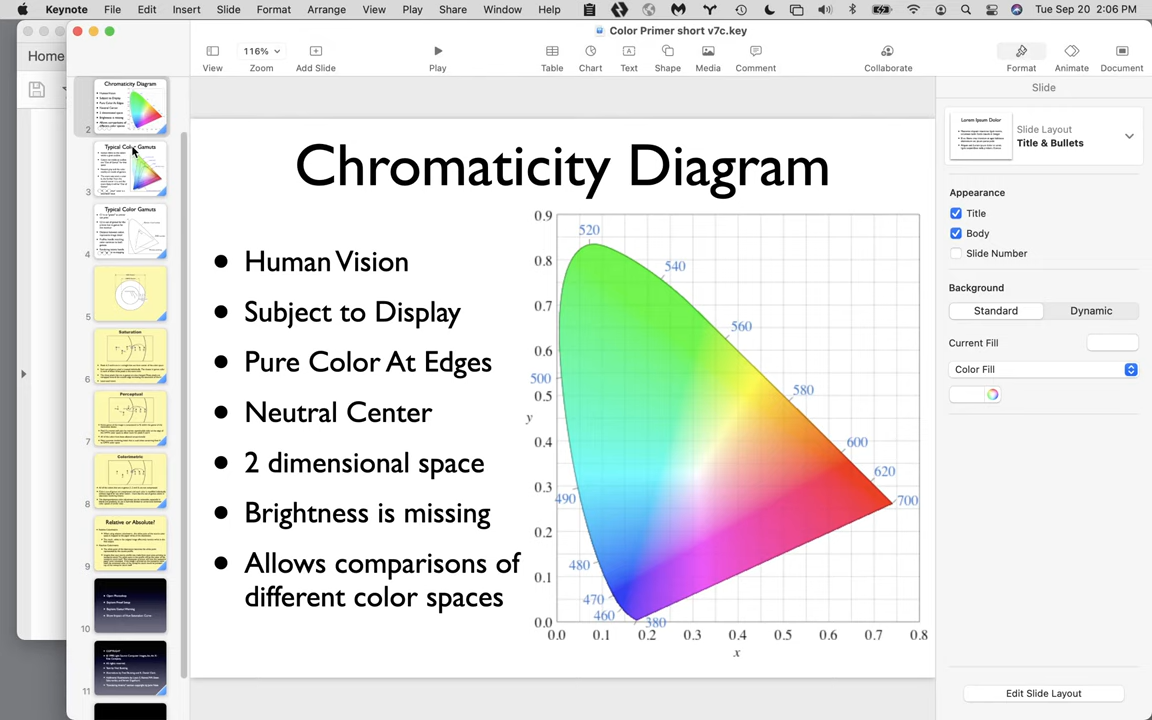 Keynote File Edit Insert Slide Format Arrange View Play Share Window Help Tue Sep 20 2:06 PM
Color Primer short v7c.key
Home
116%
View Zoom Add Slide Play Table Chart Text Shape Media Comment Collaborate Format Animate Document
Slide
Chromaticity Diagram
2
Typical Color Gamuts
3
Typical Color Gamuts
4
5
Saturation
6
Perceptual
7
Colorimetric
8
Relative or Absolute?
9
10
11
Chromaticity Diagram
• Human Vision
• Subject to Display
• Pure Color At Edges
• Neutral Center
• 2 dimensional space
• Brightness is missing
• Allows comparisons of
different color spaces
0.9
0.8
0.7
0.6
0.5
0.4
0.3
0.2
0.1
0.0
y
520
540
560
580
600
620
700
500
490
480
470
460
380
0.0 0.1 0.2 0.3 0.4 0.5 0.6 0.7 0.8
x
Lorem Ipsum Dolor
Slide Layout
Title & Bullets
Appearance
Title
Body
Slide Number
Background
Standard Dynamic
Current Fill
Color Fill
Edit Slide Layout